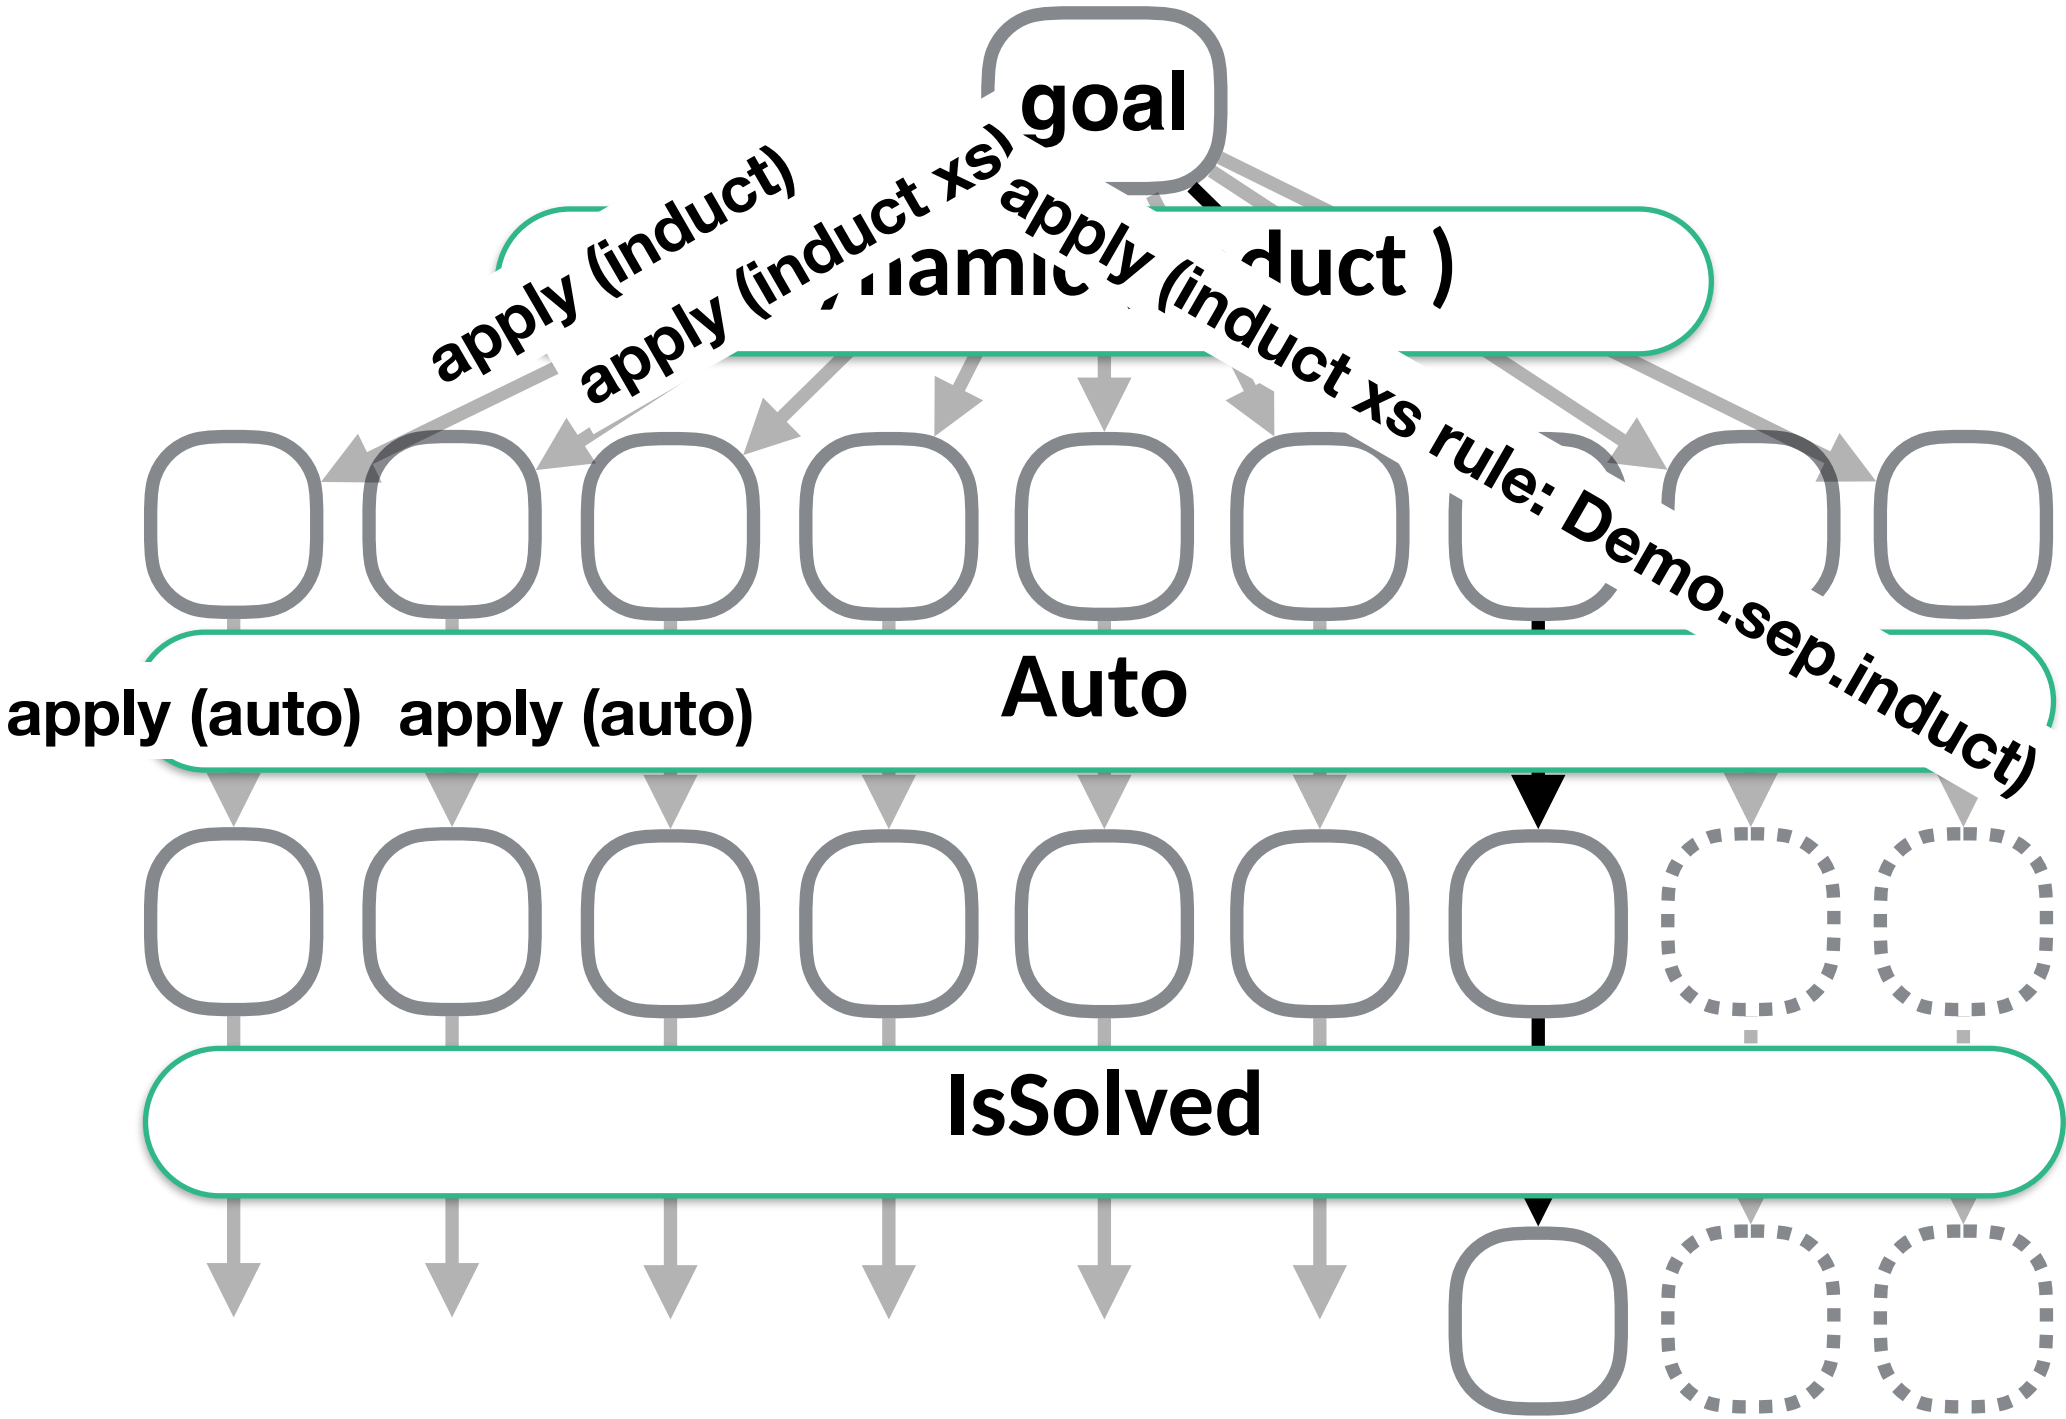 goal
apply (induct)
apply (induct xs)
apply (induct xs rule: Demo.sep.induct)
duct )
Auto
apply (auto)
apply (auto)
IsSolved